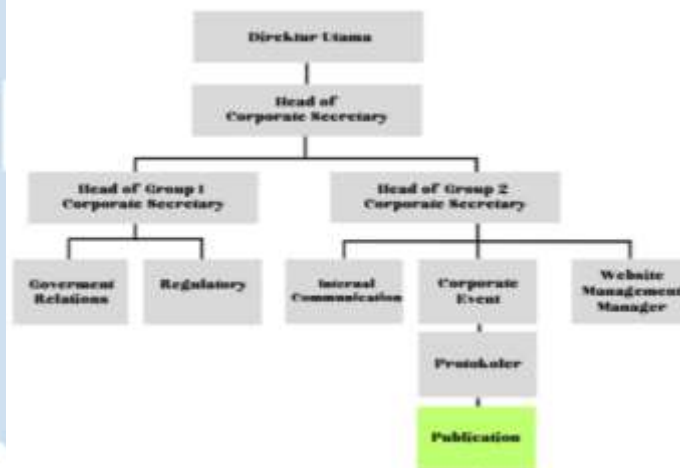 Direktur Utama
Head of
Corporate Secretary
Head of Group 1
Corporate Secretary
Head of Group 2
Corporate Secretary
Goverment
Relations
Regulatory
Internal
Communication
Corporate
Event
Website
Management
Manager
Protokoler
Publication